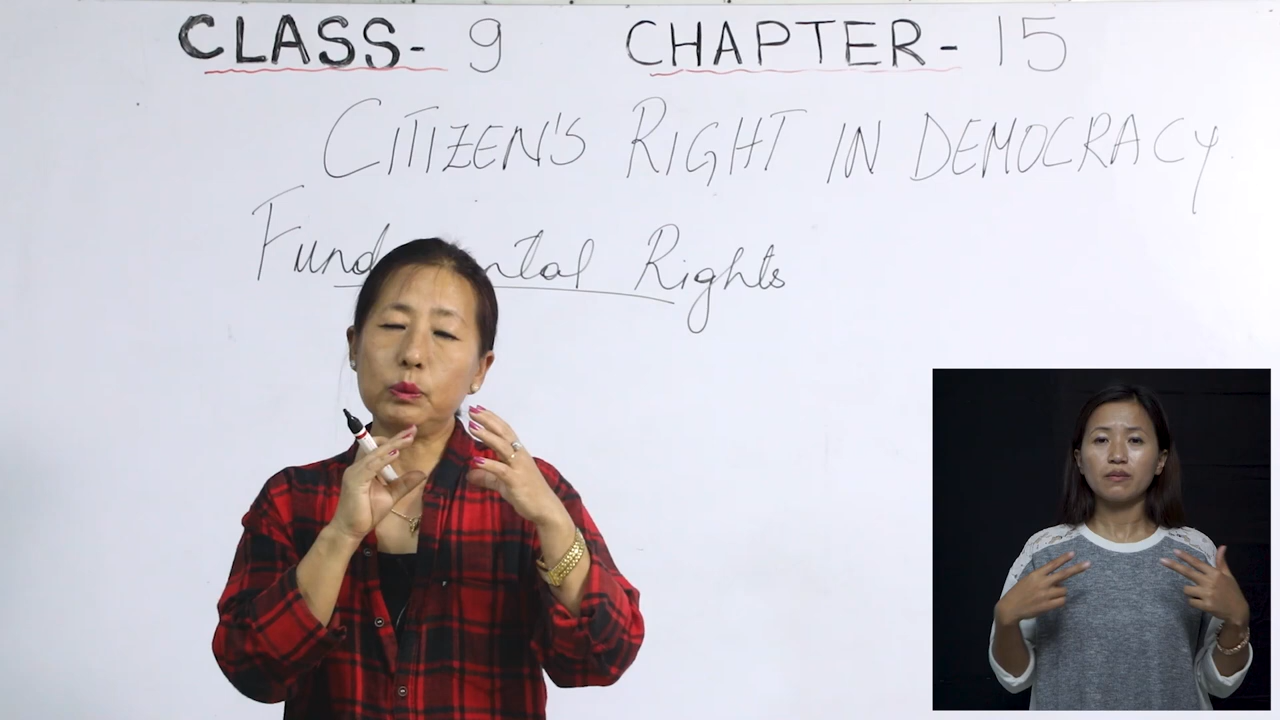 CLASS- 9 CHAPTER- 15
CITIZEN'S RIGHT IN DEMOCRACY.
Rights